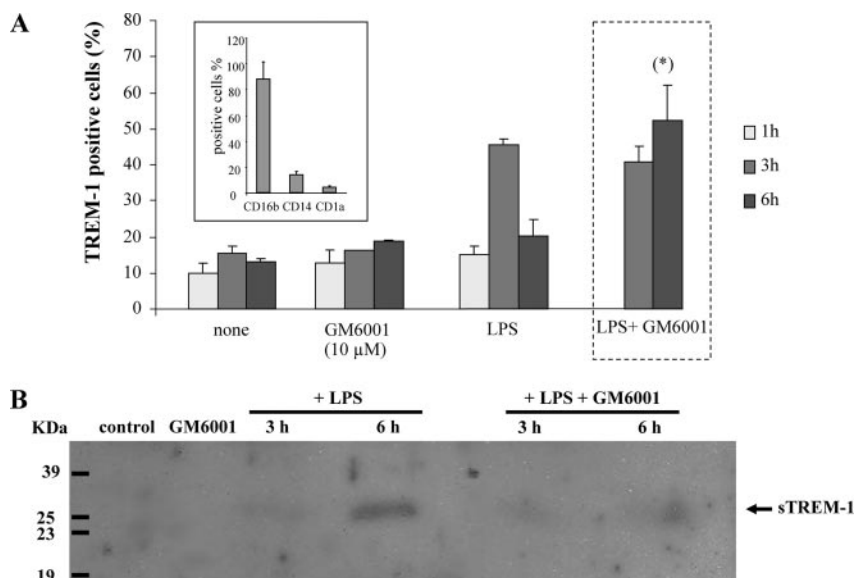 A
TREM-1 positive cells (%)
80
70
60
50
40
30
20
10
0
positive cells %
120
100
80
60
40
20
0
CD16b CD14 CD1a
(*)
1h
3h
6h
none
GM6001
(10 µM)
LPS
LPS+ GM6001
B
+ LPS
+ LPS + GM6001
KDa
control
GM6001
3 h
6 h
3 h
6 h
39
25
23
19
sTREM-1